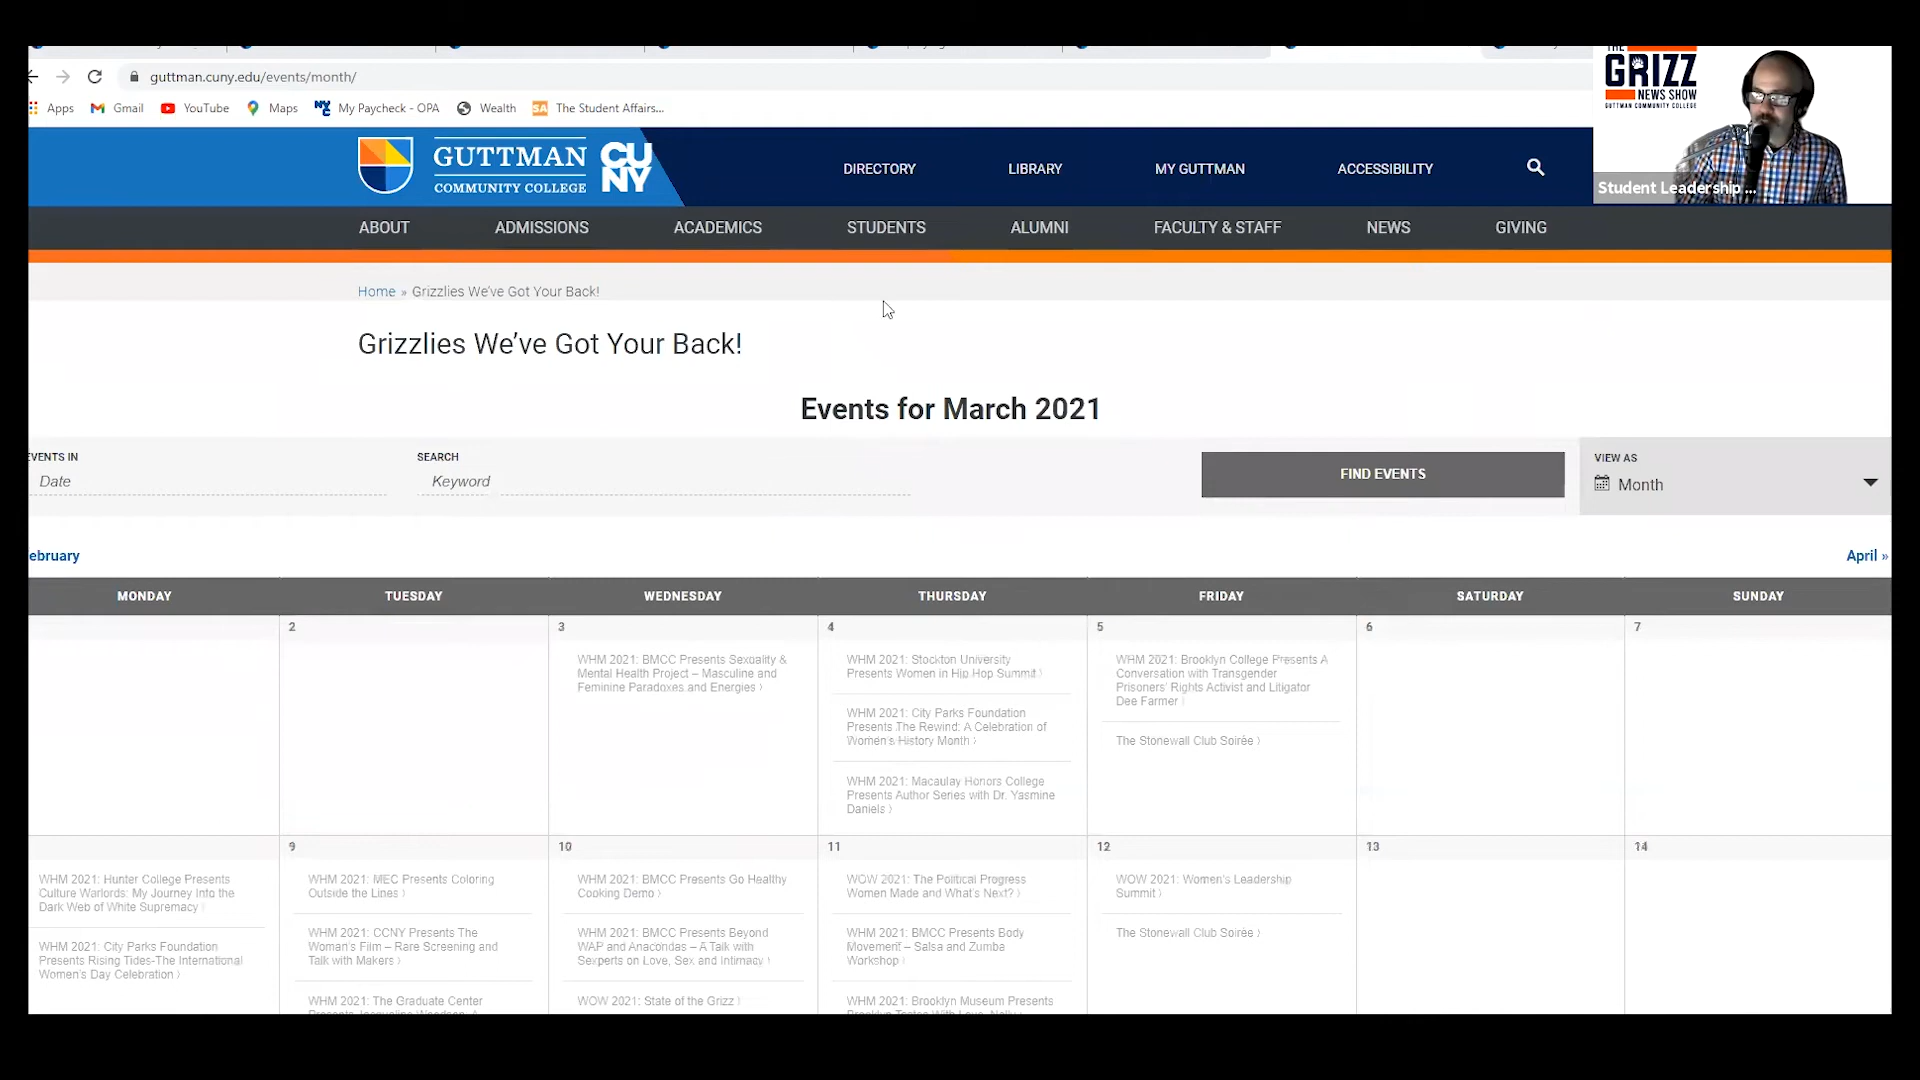 guttman.cuny.edu/events/month/
THE
GRIZZ
NEWS SHOW
GUTTMAN COMMUNITY COLLEGE
Apps Gmail YouTube Maps NYC My Paycheck - OPA Wealth SA The Student Affairs...
GUTTMAN
COMMUNITY COLLEGE
CU
NY
DIRECTORY LIBRARY MY GUTTMAN ACCESSIBILITY
Student Leadership ...
ABOUT ADMISSIONS ACADEMICS STUDENTS ALUMNI FACULTY & STAFF NEWS GIVING
Home » Grizzlies We've Got Your Back!
Grizzlies We've Got Your Back!
Events for March 2021
EVENTS IN SEARCH VIEW AS
Date Keyword FIND EVENTS Month
ebruary April »
MONDAY TUESDAY WEDNESDAY THURSDAY FRIDAY SATURDAY SUNDAY
2
3
WHM 2021: BMCC Presents Sexuality &
Mental Health Project – Masculine and
Feminine Paradoxes and Energies ›
4
WHM 2021: Stockton University
Presents Women in Hip Hop Summit ›
WHM 2021: City Parks Foundation
Presents The Rewind: A Celebration of
Women's History Month ›
WHM 2021: Macaulay Honors College
Presents Author Series with Dr. Yasmine
Daniels ›
5
WHM 2021: Brooklyn College Presents A
Conversation with Transgender
Prisoners' Rights Activist and Litigator
Dee Farmer ›
The Stonewall Club Soirée ›
6
7
WHM 2021: Hunter College Presents
Culture Warlords: My Journey Into the
Dark Web of White Supremacy ›
WHM 2021: City Parks Foundation
Presents Rising Tides-The International
Women's Day Celebration ›
9
WHM 2021: MEC Presents Coloring
Outside the Lines ›
WHM 2021: CCNY Presents The
Woman's Film – Rare Screening and
Talk with Makers ›
WHM 2021: The Graduate Center
10
WHM 2021: BMCC Presents Go Healthy
Cooking Demo ›
WHM 2021: BMCC Presents Beyond
WAP and Anacondas – A Talk with
Sexperts on Love, Sex and Intimacy ›
WOW 2021: State of the Grizz ›
11
WOW 2021: The Political Progress
Women Made and What's Next? ›
WHM 2021: BMCC Presents Body
Movement – Salsa and Zumba
Workshop ›
WHM 2021: Brooklyn Museum Presents
12
WOW 2021: Women's Leadership
Summit ›
The Stonewall Club Soirée ›
13
14